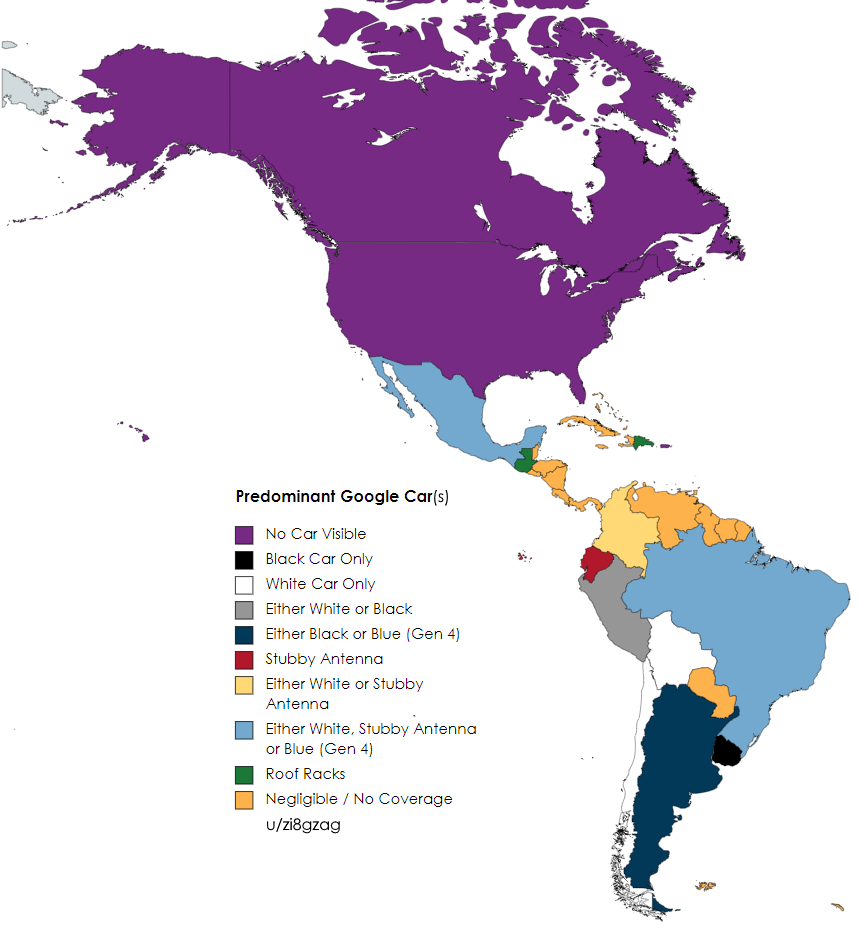 Predominant Google Car(s)
No Car Visible
Black Car Only
White Car Only
Either White or Black
Either Black or Blue (Gen 4)
Stubby Antenna
Either White or Stubby
Antenna
Either White, Stubby Antenna
or Blue (Gen 4)
Roof Racks
Negligible / No Coverage
u/zi8gzag